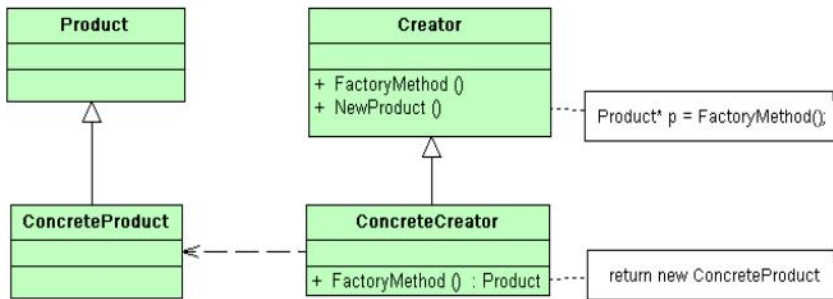 Product
Creator
+ FactoryMethod ()
+ NewProduct ()
Product* p = FactoryMethod();
ConcreteProduct
ConcreteCreator
+ FactoryMethod () : Product
return new ConcreteProduct